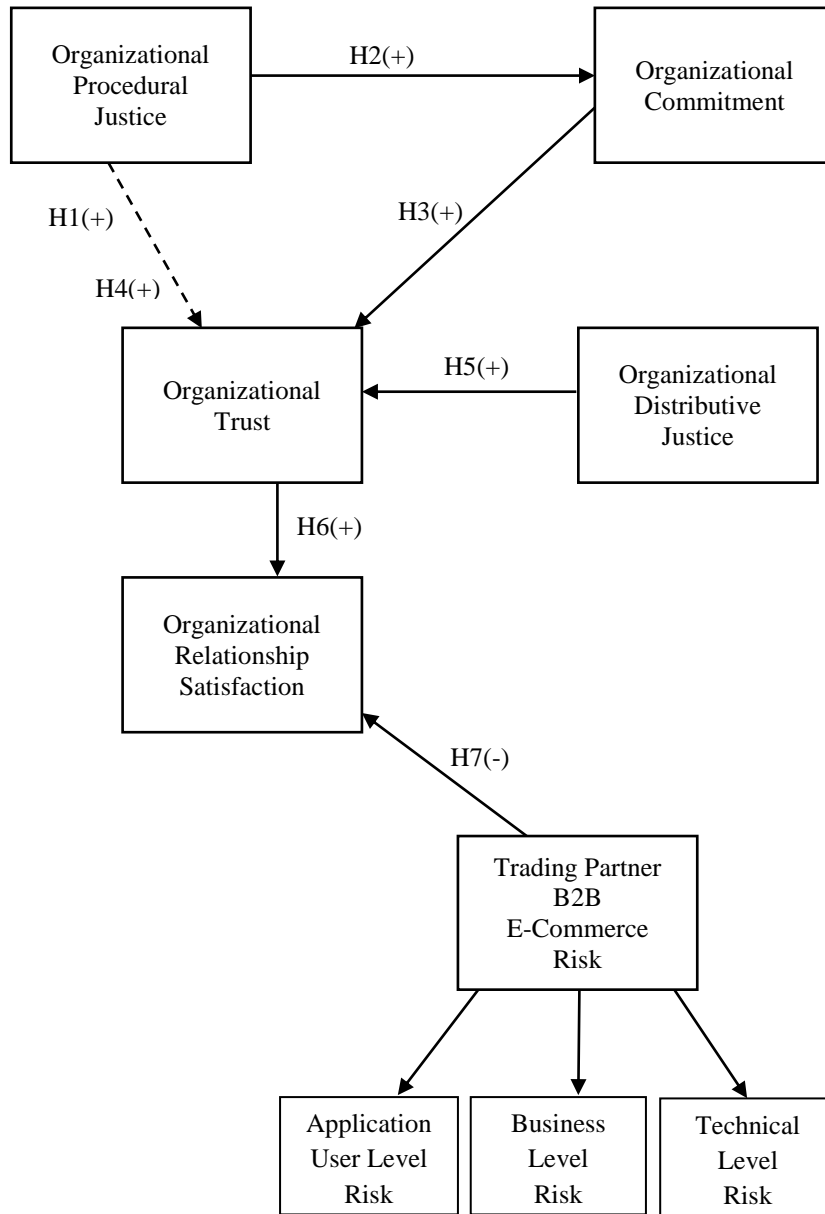 Organizational
Procedural
Justice
H2(+)
Organizational
Commitment
H1(+)
H3(+)
H4(+)
Organizational
Trust
H5(+)
Organizational
Distributive
Justice
H6(+)
Organizational
Relationship
Satisfaction
H7(-)
Trading Partner
B2B
E-Commerce
Risk
Application
User Level
Risk
Business
Level
Risk
Technical
Level
Risk